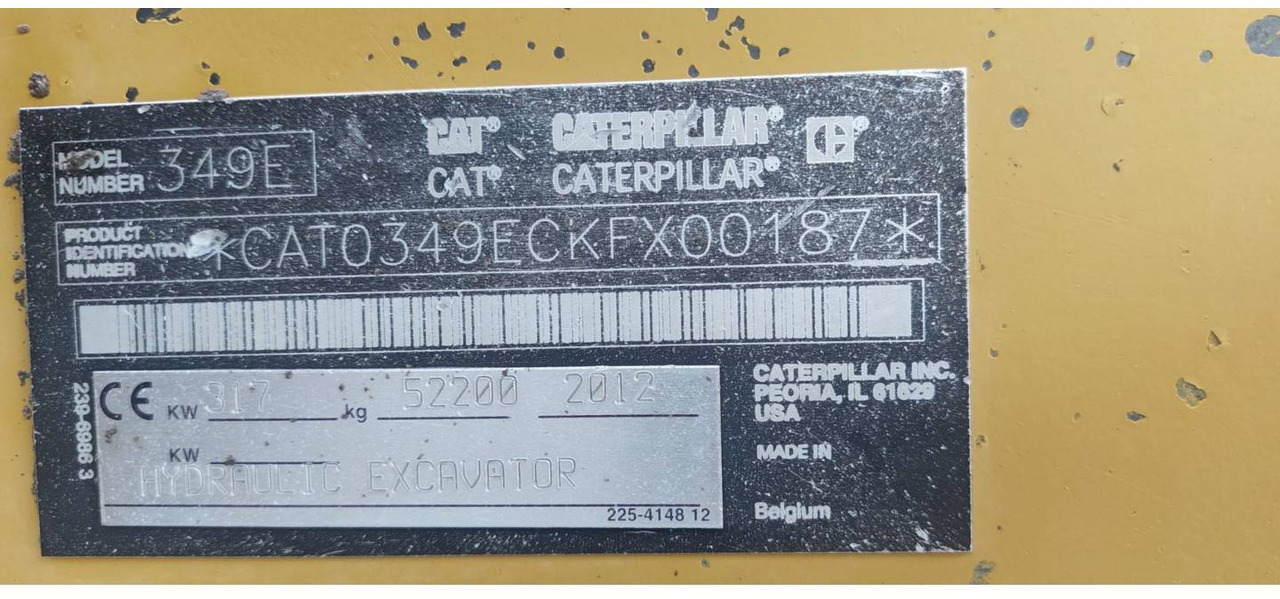 CAT® CATERPILLAR® CH®
CAT® CATERPILLAR®
MODEL NUMBER 349E
PRODUCT IDENTIFICATION NUMBER *CAT0349ECKFX00187*
239-6986 3
CE KW 317 kg 52200 2012
KW
HYDRAULIC EXCAVATOR
225-4148 12
CATERPILLAR INC.
PEORIA, IL 61629
USA
MADE IN
Belgium